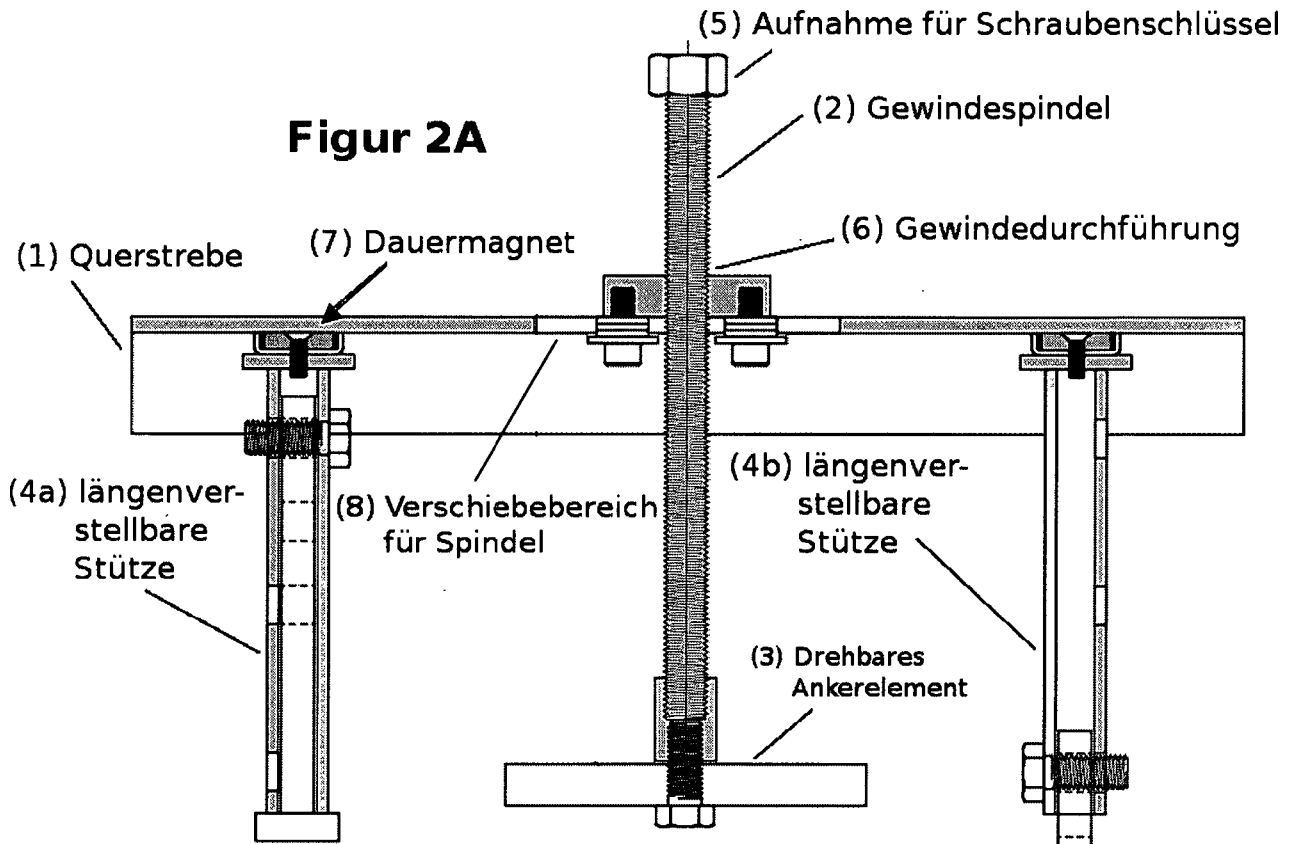 (5) Aufnahme für Schraubenschlüssel
(2) Gewindespindel
Figur 2A
(6) Gewindedurchführung
(7) Dauermagnet
(1) Querstrebe
(4a) längenver-
stellbare
Stütze
(8) Verschiebebereich
für Spindel
(4b) längenver-
stellbare
Stütze
(3) Drehbares
Ankerelement